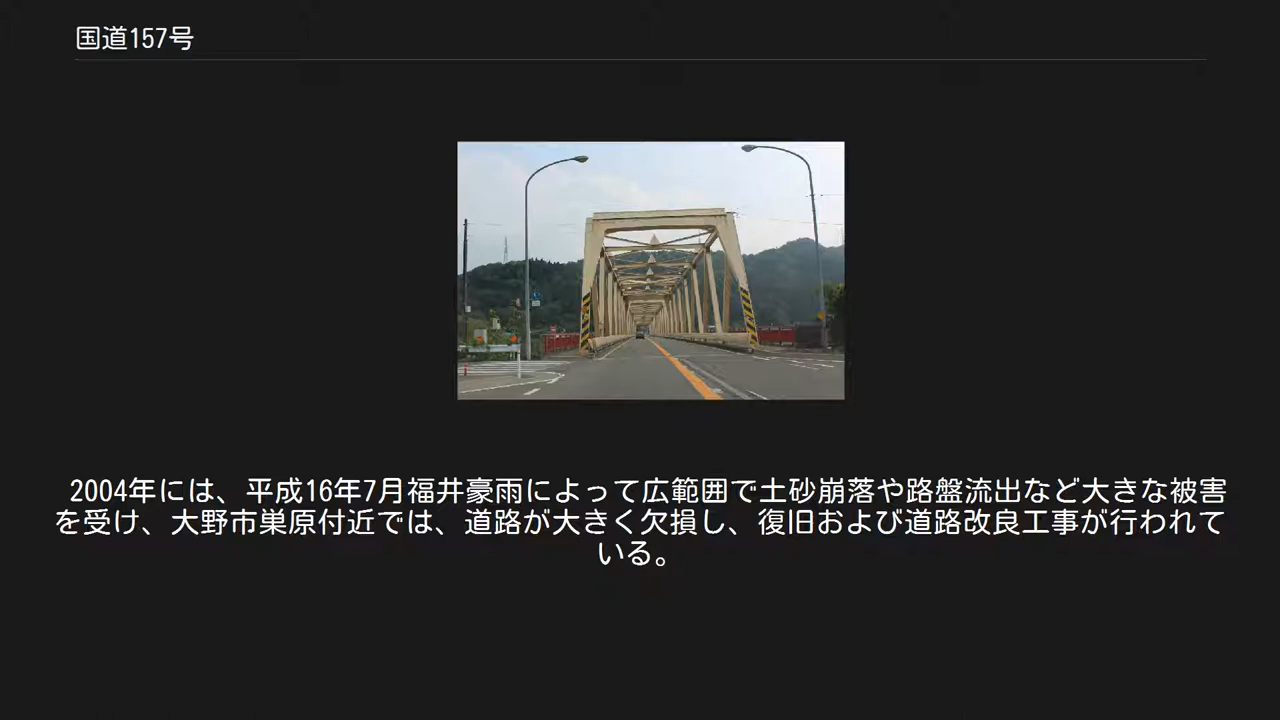 国道157号
2004年には、平成16年7月福井豪雨によって広範囲で土砂崩落や路盤流出など大きな被害
を受け、大野市巣原付近では、道路が大きく欠損し、復旧および道路改良工事が行われて
いる。